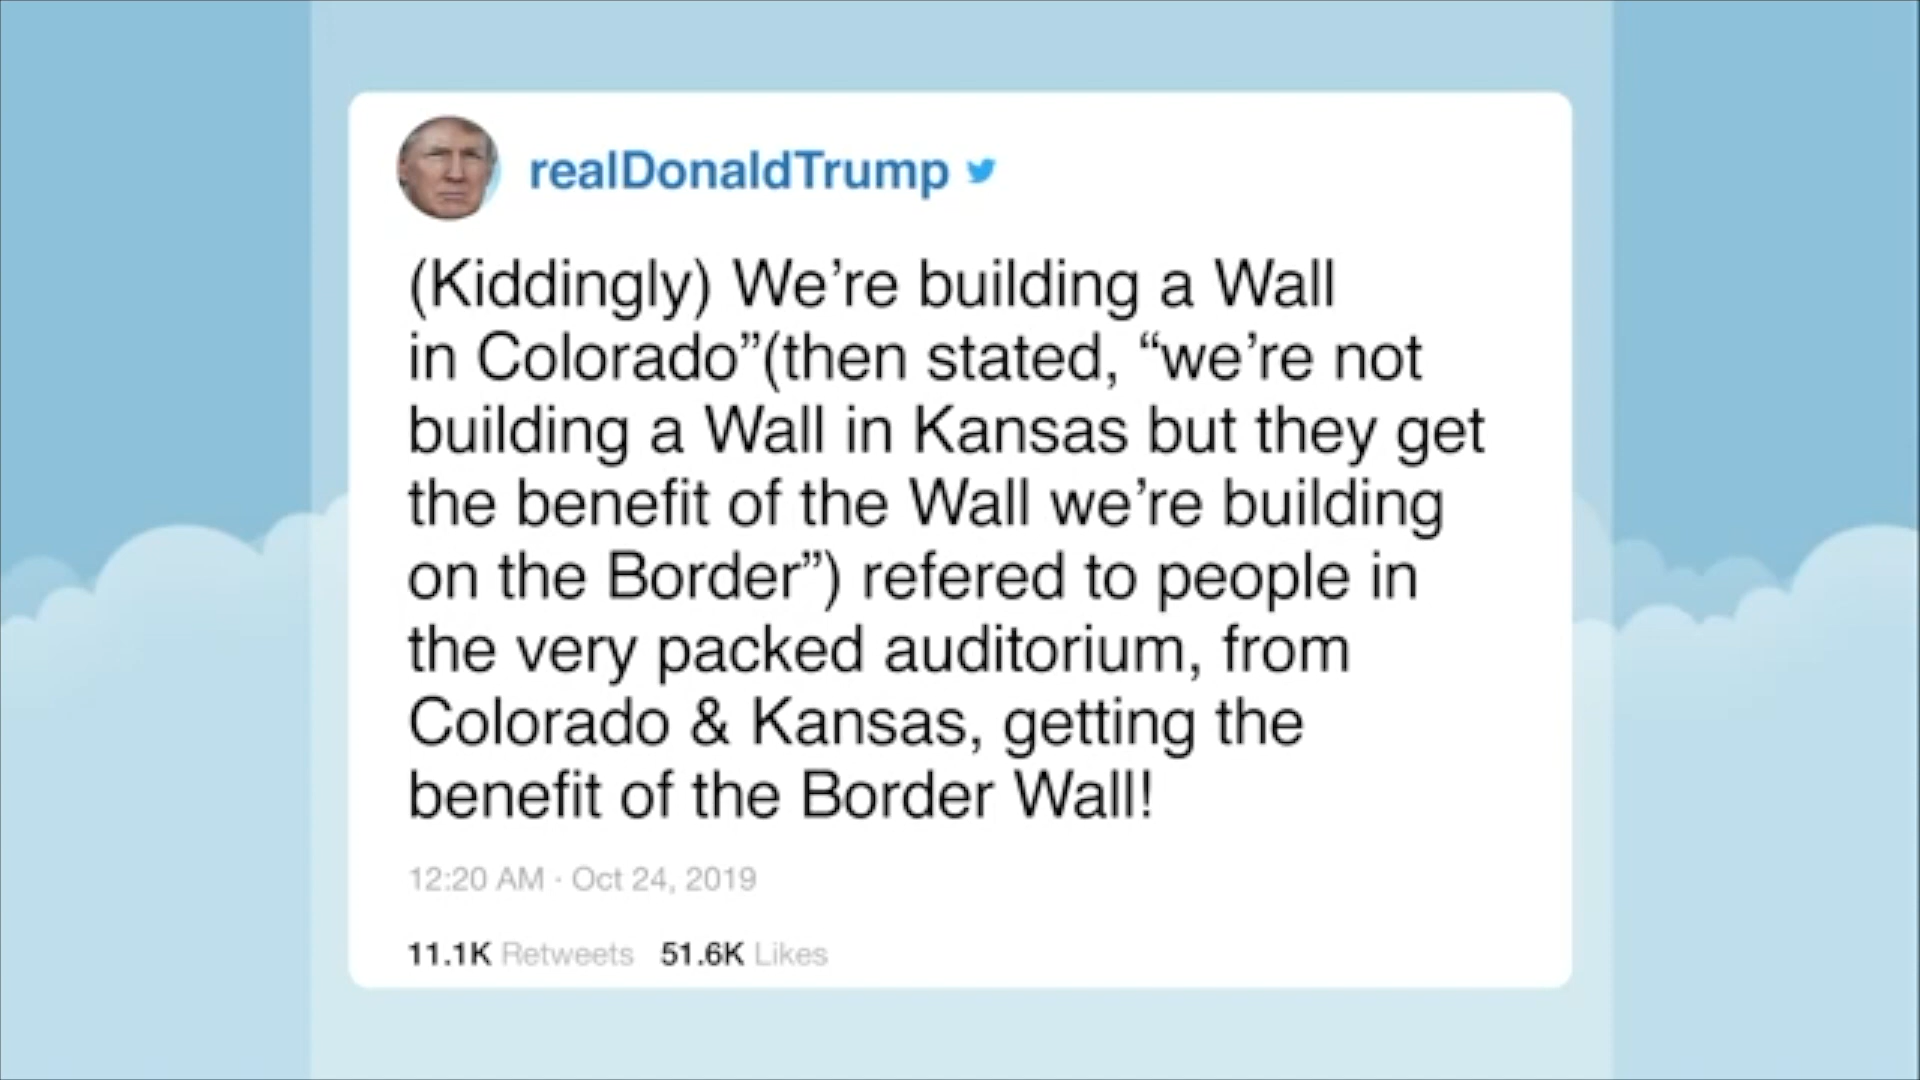 realDonaldTrump
(Kiddingly) We’re building a Wall
in Colorado”(then stated, “we’re not
building a Wall in Kansas but they get
the benefit of the Wall we’re building
on the Border”) refered to people in
the very packed auditorium, from
Colorado & Kansas, getting the
benefit of the Border Wall!
12:20 AM · Oct 24, 2019
11.1K Retweets 51.6K Likes